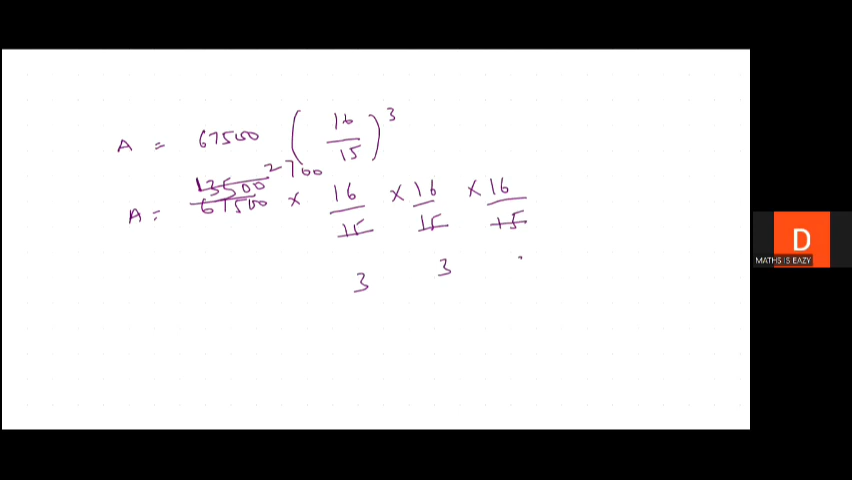 A = 67500 ( 16/15 )³
13500 2700
A = 67500 × 16/15 × 16/15 × 16/15
3 3
D
MATHS IS EAZY